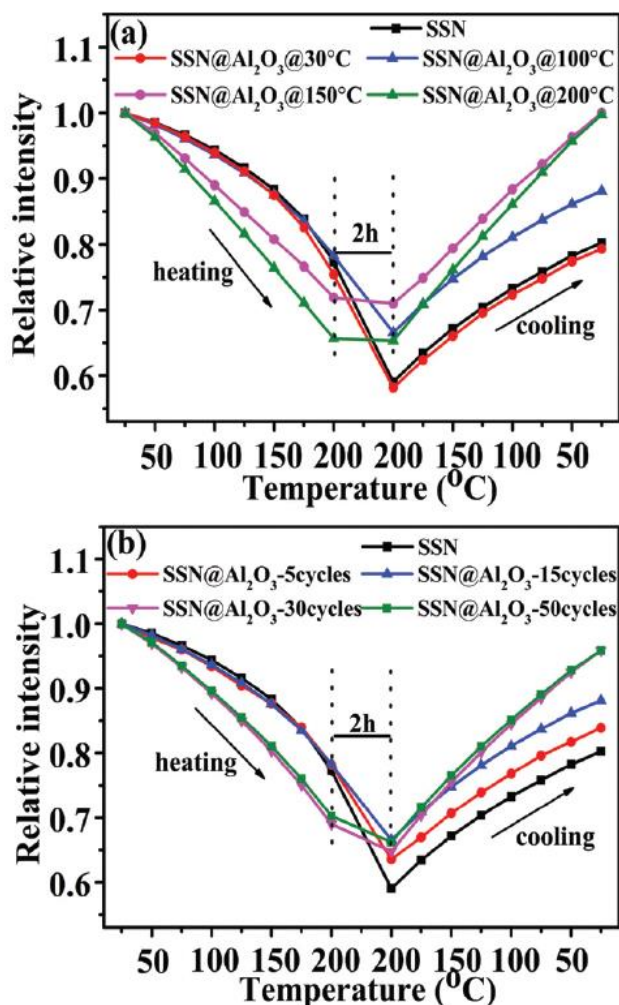 (a)
SSN
SSN@Al₂O₃@30°C
SSN@Al₂O₃@100°C
SSN@Al₂O₃@150°C
SSN@Al₂O₃@200°C
1.1
1.0
0.9
0.8
0.7
0.6
Relative intensity
2h
heating
cooling
50 100 150 200 200 150 100 50
Temperature (°C)
(b)
SSN
SSN@Al₂O₃-5cycles
SSN@Al₂O₃-15cycles
SSN@Al₂O₃-30cycles
SSN@Al₂O₃-50cycles
1.1
1.0
0.9
0.8
0.7
0.6
Relative intensity
2h
heating
cooling
50 100 150 200 200 150 100 50
Temperature (°C)